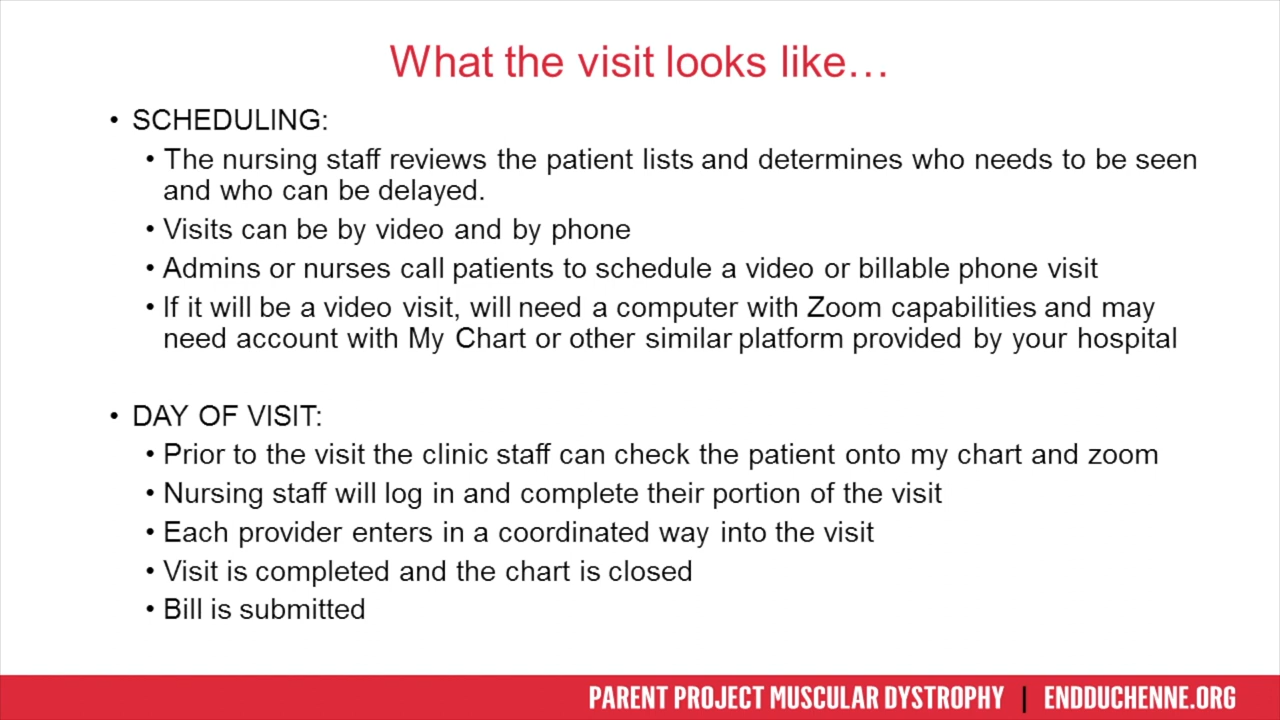 What the visit looks like…
• SCHEDULING:
• The nursing staff reviews the patient lists and determines who needs to be seen
and who can be delayed.
• Visits can be by video and by phone
• Admins or nurses call patients to schedule a video or billable phone visit
• If it will be a video visit, will need a computer with Zoom capabilities and may
need account with My Chart or other similar platform provided by your hospital
• DAY OF VISIT:
• Prior to the visit the clinic staff can check the patient onto my chart and zoom
• Nursing staff will log in and complete their portion of the visit
• Each provider enters in a coordinated way into the visit
• Visit is completed and the chart is closed
• Bill is submitted
PARENT PROJECT MUSCULAR DYSTROPHY | ENDDUCHENNE.ORG